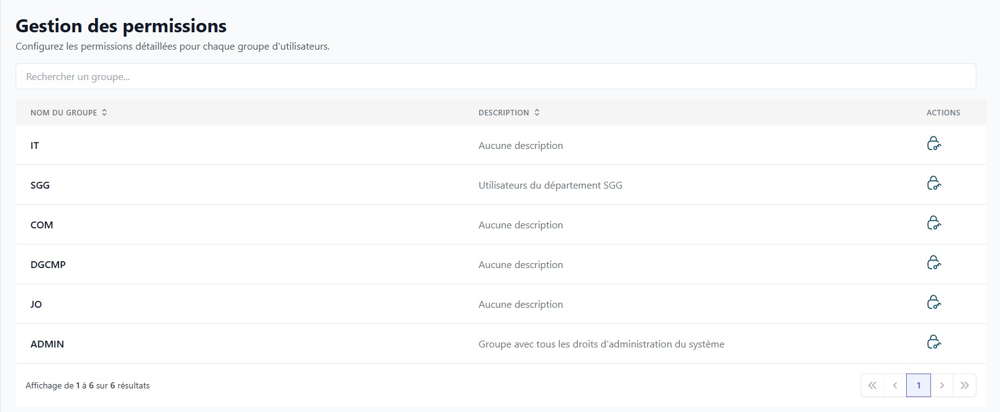 Gestion des permissions
Configurez les permissions détaillées pour chaque groupe d'utilisateurs.
Rechercher un groupe...
NOM DU GROUPE DESCRIPTION ACTIONS
IT Aucune description
SGG Utilisateurs du département SGG
COM Aucune description
DGCMP Aucune description
JO Aucune description
ADMIN Groupe avec tous les droits d'administration du système
Affichage de 1 à 6 sur 6 résultats « ‹ 1 › »